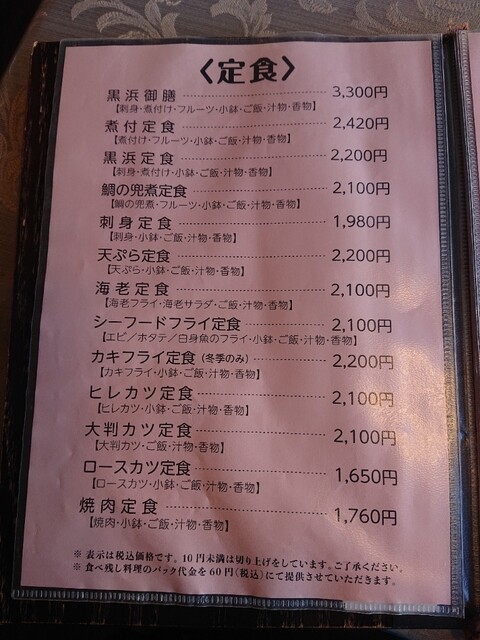 〈定食〉
黒浜御膳 3,300円
【刺身・煮付け・フルーツ・小鉢・ご飯・汁物・香物】
煮付定食 2,420円
【煮付け・フルーツ・小鉢・ご飯・汁物・香物】
黒浜定食 2,200円
【刺身・煮付け・小鉢・ご飯・汁物・香物】
鯛の兜煮定食 2,100円
【鯛の兜煮・フルーツ・小鉢・ご飯・汁物・香物】
刺身定食 1,980円
【刺身・小鉢・ご飯・汁物・香物】
天ぷら定食 2,200円
【天ぷら・小鉢・ご飯・汁物・香物】
海老定食 2,100円
【海老フライ・海老サラダ・ご飯・汁物・香物】
シーフードフライ定食 2,100円
【エビ/ホタテ/白身魚のフライ・小鉢・ご飯・汁物・香物】
カキフライ定食(冬季のみ) 2,200円
【カキフライ・小鉢・ご飯・汁物・香物】
ヒレカツ定食 2,100円
【ヒレカツ・小鉢・ご飯・汁物・香物】
大判カツ定食 2,100円
【大判カツ・ご飯・汁物・香物】
ロースカツ定食 1,650円
【ロースカツ・小鉢・ご飯・汁物・香物】
焼肉定食 1,760円
【焼肉・小鉢・ご飯・汁物・香物】
※ 表示は税込価格です。10円未満は切り上げをしています。ご了承ください。
※ 食べ残し料理のパック代金を60円(税込)にて提供させていただきます。